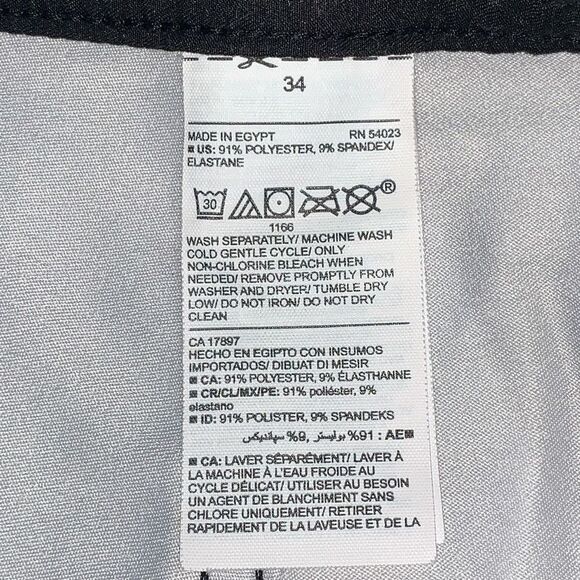 34
MADE IN EGYPT RN 54023
US: 91% POLYESTER, 9% SPANDEX/
ELASTANE
30 ®
1166
WASH SEPARATELY/ MACHINE WASH
COLD GENTLE CYCLE/ ONLY
NON-CHLORINE BLEACH WHEN
NEEDED/ REMOVE PROMPTLY FROM
WASHER AND DRYER/ TUMBLE DRY
LOW/ DO NOT IRON/ DO NOT DRY
CLEAN
CA 17897
HECHO EN EGIPTO CON INSUMOS
IMPORTADOS/ DIBUAT DI MESIR
CA: 91% POLYESTER, 9% ÉLASTHANNE
CR/CL/MX/PE: 91% poliéster, 9%
elastano
ID: 91% POLISTER, 9% SPANDEKS
AE: 91% بوليستر, 9% سپانديكس
CA: LAVER SÉPARÉMENT/ LAVER À
LA MACHINE À L'EAU FROIDE AU
CYCLE DÉLICAT/ UTILISER AU BESOIN
UN AGENT DE BLANCHIMENT SANS
CHLORE UNIQUEMENT/ RETIRER
RAPIDEMENT DE LA LAVEUSE ET DE LA